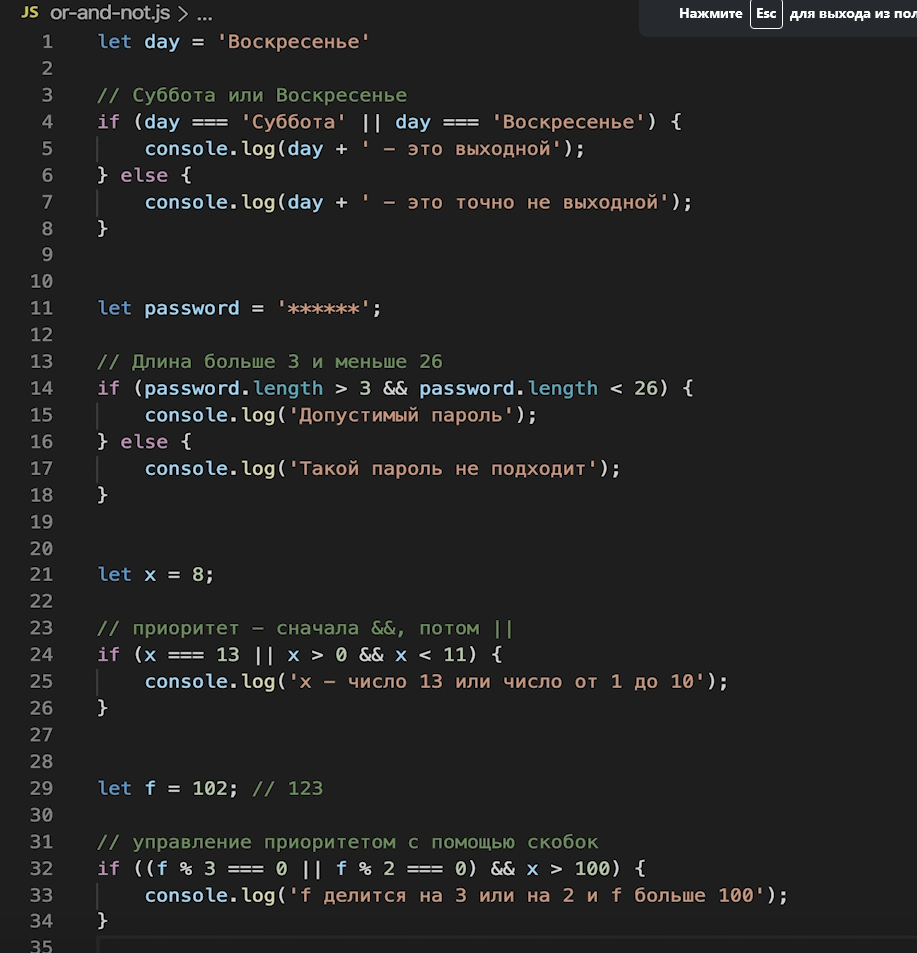 JS or-and-not.js > ...
Нажмите Esc для выхода из пол
1 let day = 'Воскресенье'
2
3 // Суббота или Воскресенье
4 if (day === 'Суббота' || day === 'Воскресенье') {
5 console.log(day + ' – это выходной');
6 } else {
7 console.log(day + ' – это точно не выходной');
8 }
9
10
11 let password = '******';
12
13 // Длина больше 3 и меньше 26
14 if (password.length > 3 && password.length < 26) {
15 console.log('Допустимый пароль');
16 } else {
17 console.log('Такой пароль не подходит');
18 }
19
20
21 let x = 8;
22
23 // приоритет – сначала &&, потом ||
24 if (x === 13 || x > 0 && x < 11) {
25 console.log('x – число 13 или число от 1 до 10');
26 }
27
28
29 let f = 102; // 123
30
31 // управление приоритетом с помощью скобок
32 if ((f % 3 === 0 || f % 2 === 0) && x > 100) {
33 console.log('f делится на 3 или на 2 и f больше 100');
34 }
35